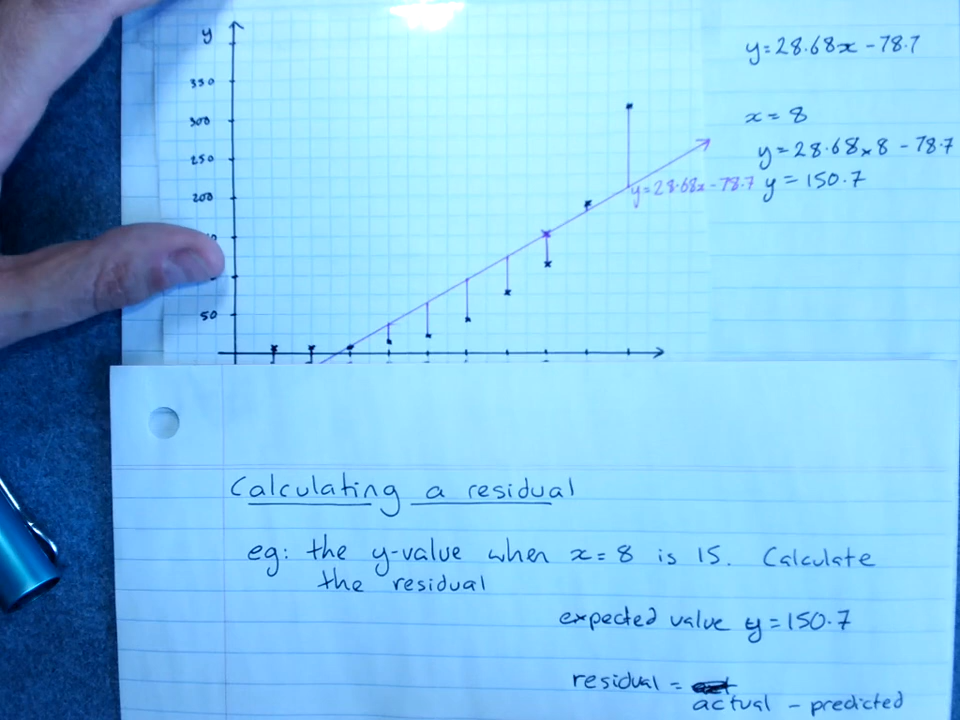 y
350
300
250
200
50
y=28.68x-78.7
y=28.68x-78.7
x=8
y=28.68x8-78.7
y=150.7
Calculating a residual
eg: the y-value when x=8 is 15. Calculate
the residual
expected value y=150.7
residual =
actual - predicted